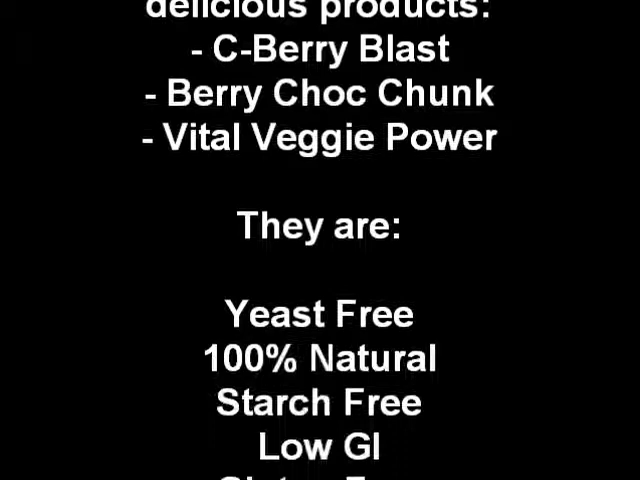 delicious products:
- C-Berry Blast
- Berry Choc Chunk
- Vital Veggie Power
They are:
Yeast Free
100% Natural
Starch Free
Low GI